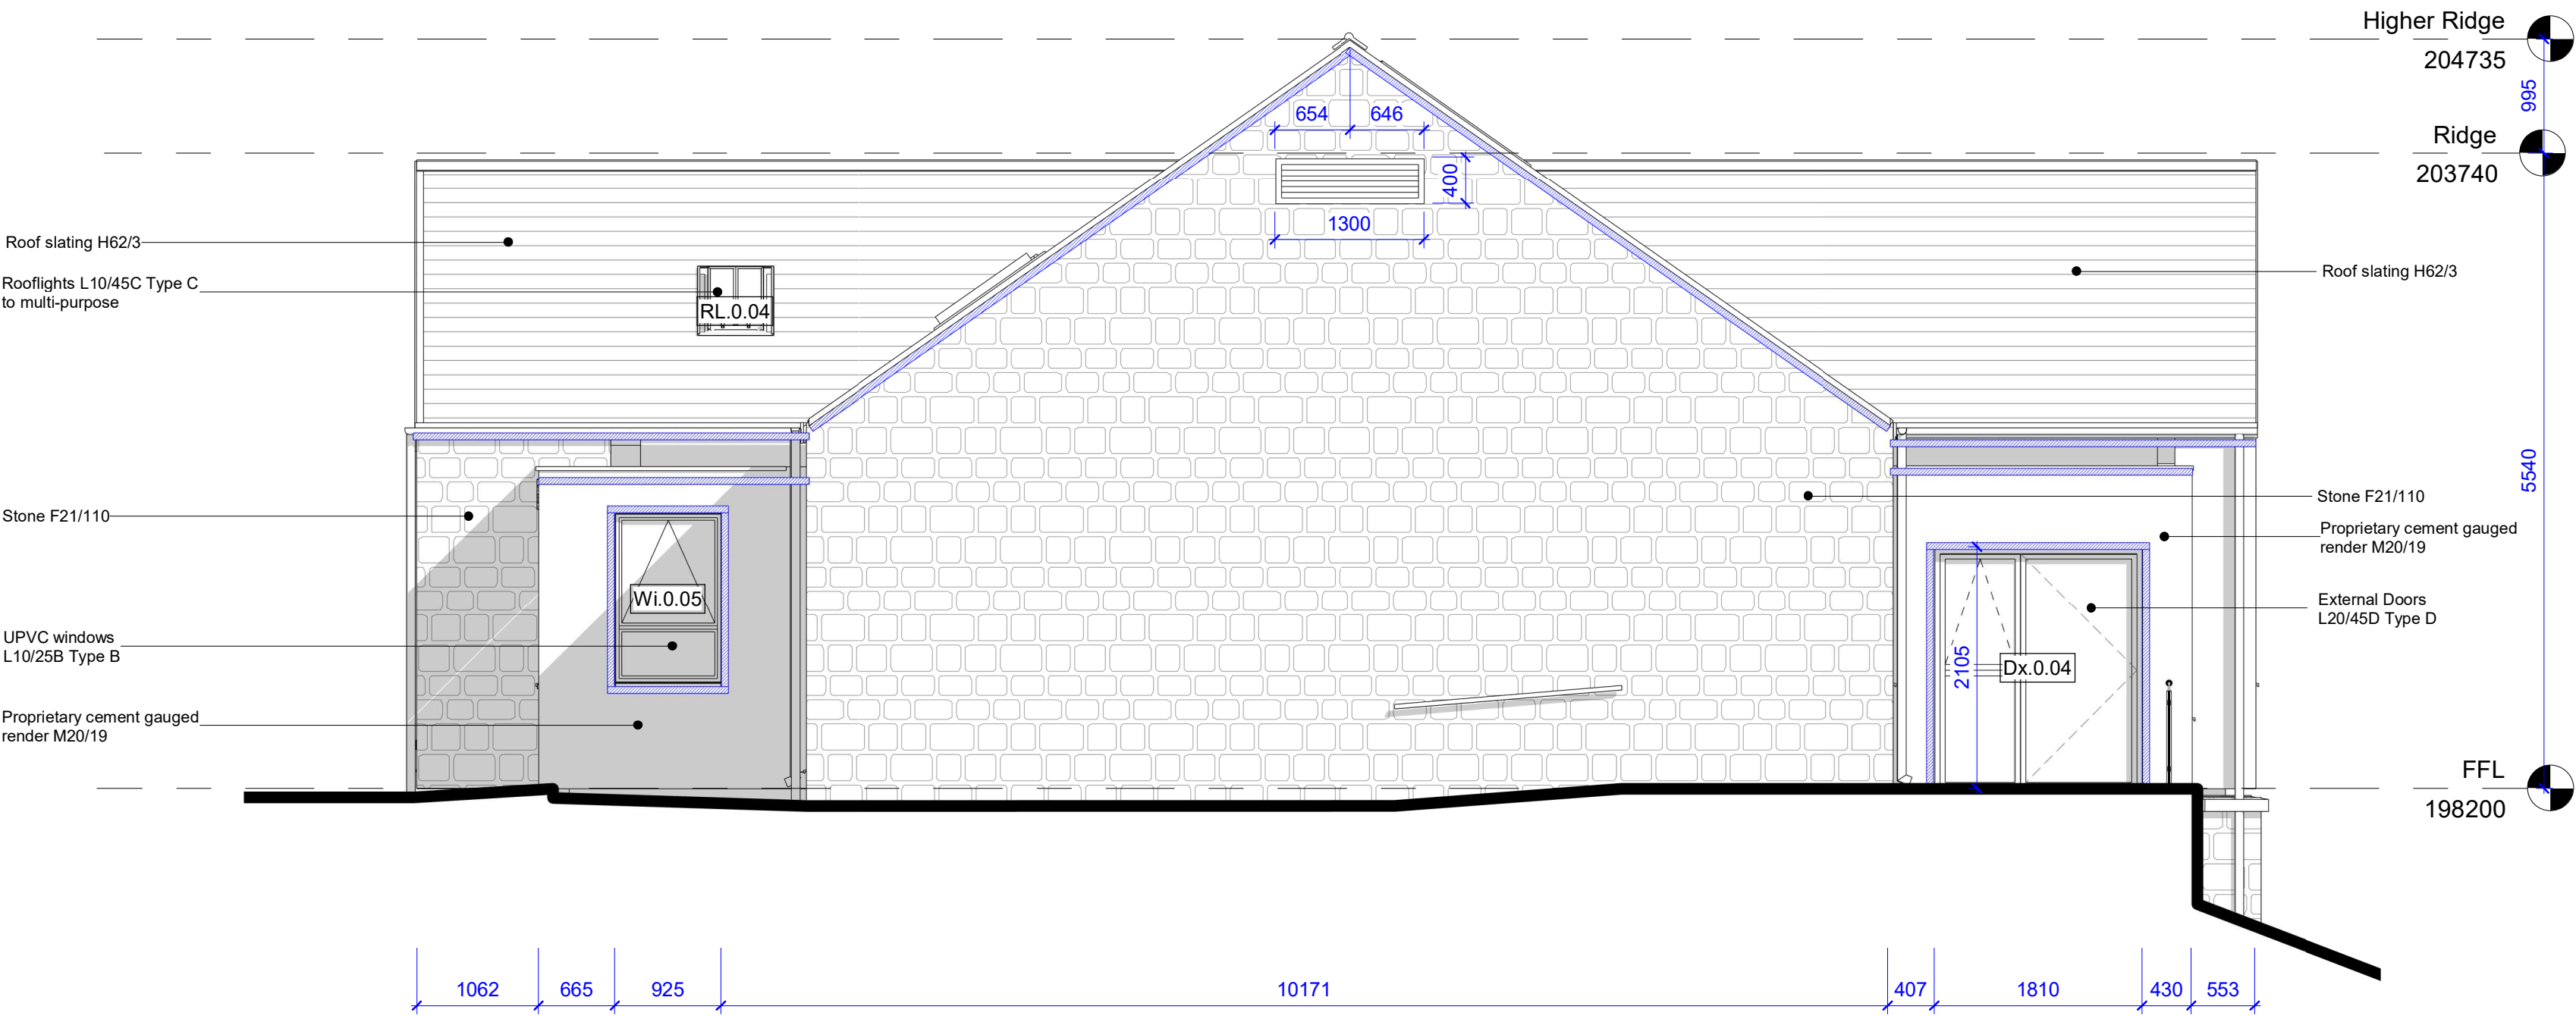 Higher Ridge
204735
995
654
646
Ridge
203740
400
1300
Roof slating H62/3
Roof slating H62/3
Rooflights L10/45C Type C
to multi-purpose
RL.0.04
5540
Stone F21/110
Stone F21/110
Proprietary cement gauged
render M20/19
Wi.0.05
External Doors
L20/45D Type D
UPVC windows
L10/25B Type B
2105
Dx.0.04
Proprietary cement gauged
render M20/19
FFL
198200
1062
665
925
10171
407
1810
430
553